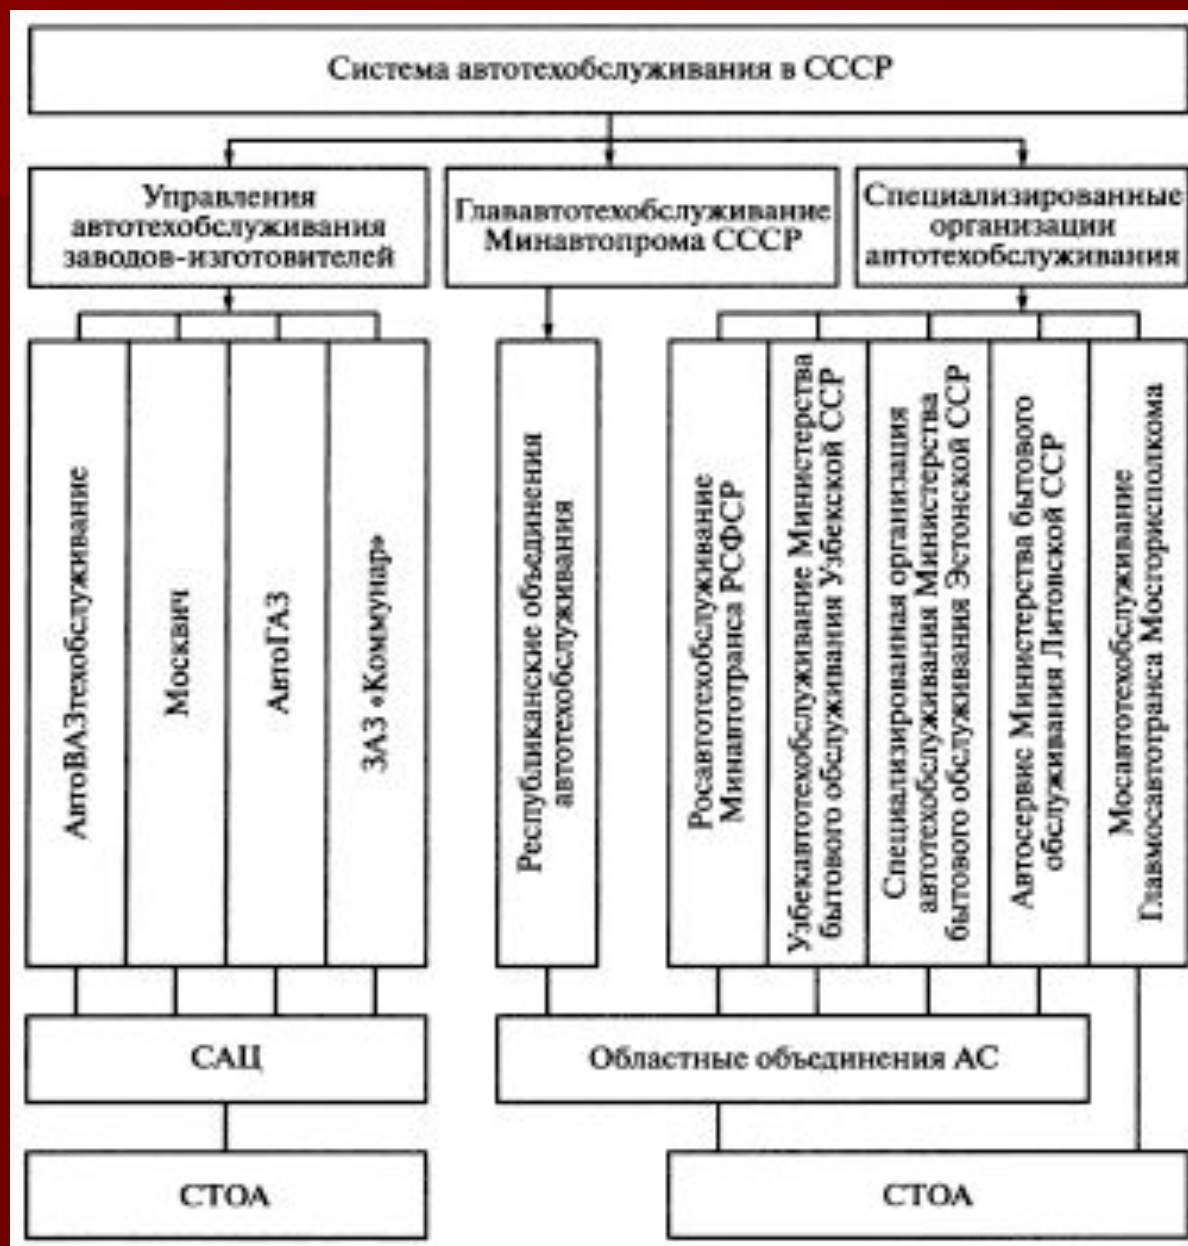 Система автотехобслуживания в СССР
Управления
автотехобслуживания
заводов-изготовителей
Глававтотехобслуживание
Минавтопрома СССР
Специализированные
организации
автотехобслуживания
АвтоВАЗтехобслуживание
Москвич
АвтоГАЗ
ЗАЗ «Коммунар»
Республиканские объединения
автотехобслуживания
Росавтотехобслуживание
Минавтотранса РСФСР
Узбекавтотехобслуживание Министерства
бытового обслуживания Узбекской ССР
Специализированная организация
автотехобслуживания Министерства
бытового обслуживания Эстонской ССР
Автосервис Министерства бытового
обслуживания Литовской ССР
Мосавтотехобслуживание
Главмосавтотранса Мосгорисполкома
САЦ
Областные объединения АС
СТОА
СТОА